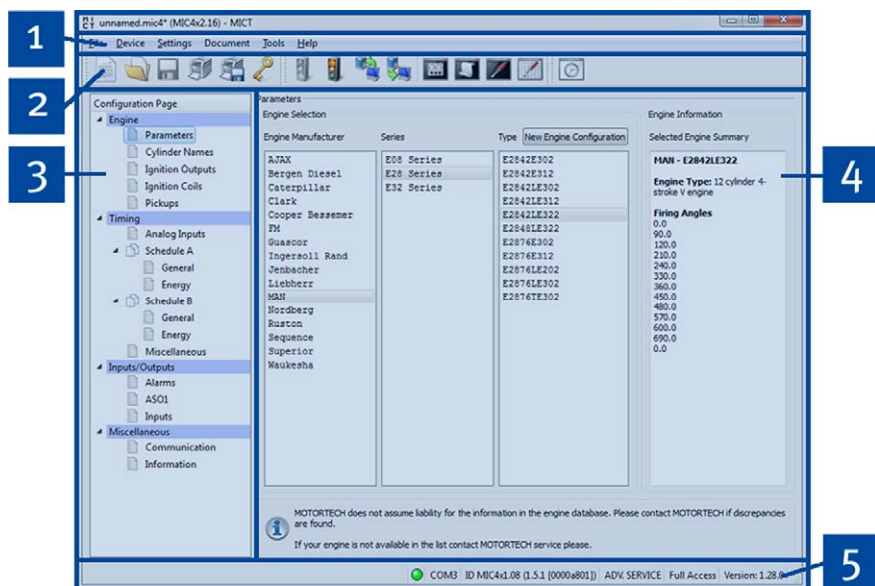 unnamed.mic4* (MIC4x2.16) - MICT
1
File Device Settings Document Tools Help
2
3
Configuration Page
Engine
Parameters
Cylinder Names
Ignition Outputs
Ignition Coils
Pickups
Timing
Analog Inputs
Schedule A
General
Energy
Schedule B
General
Energy
Miscellaneous
Inputs/Outputs
Alarms
ASO1
Inputs
Miscellaneous
Communication
Information
Parameters
Engine Selection
Engine Manufacturer
AJAX
Bergen Diesel
Caterpillar
Clark
Cooper Bessemer
FM
Guascor
Ingersoll Rand
Jenbacher
Liebherr
MAN
Nordberg
Ruston
Sequence
Superior
Waukesha
Series
E08 Series
E28 Series
E32 Series
Type New Engine Configuration
E2842E302
E2842E312
E2842LE302
E2842LE312
E2842LE322
E2848LE322
E2876E302
E2876E312
E2876LE202
E2876LE302
E2876TE302
Engine Information
Selected Engine Summary
MAN - E2842LE322
Engine Type: 12 cylinder 4-
stroke V engine
Firing Angles
0.0
90.0
120.0
210.0
240.0
330.0
360.0
450.0
480.0
570.0
600.0
690.0
0.0
4
MOTORTECH does not assume liability for the information in the engine database. Please contact MOTORTECH if discrepancies
are found.
If your engine is not available in the list contact MOTORTECH service please.
COM3 ID MIC4x1.08 (1.5.1 [0000a801]) ADV. SERVICE Full Access Version: 1.28.0
5